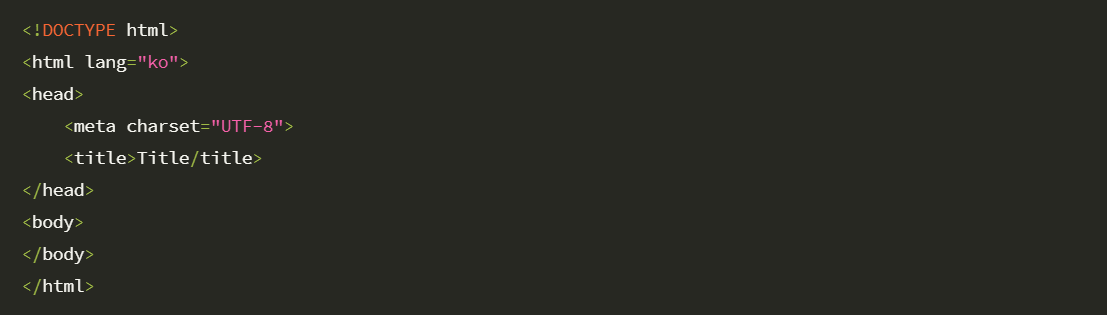 <!DOCTYPE html>
<html lang="ko">
<head>
    <meta charset="UTF-8">
    <title>Title/title>
</head>
<body>
</body>
</html>